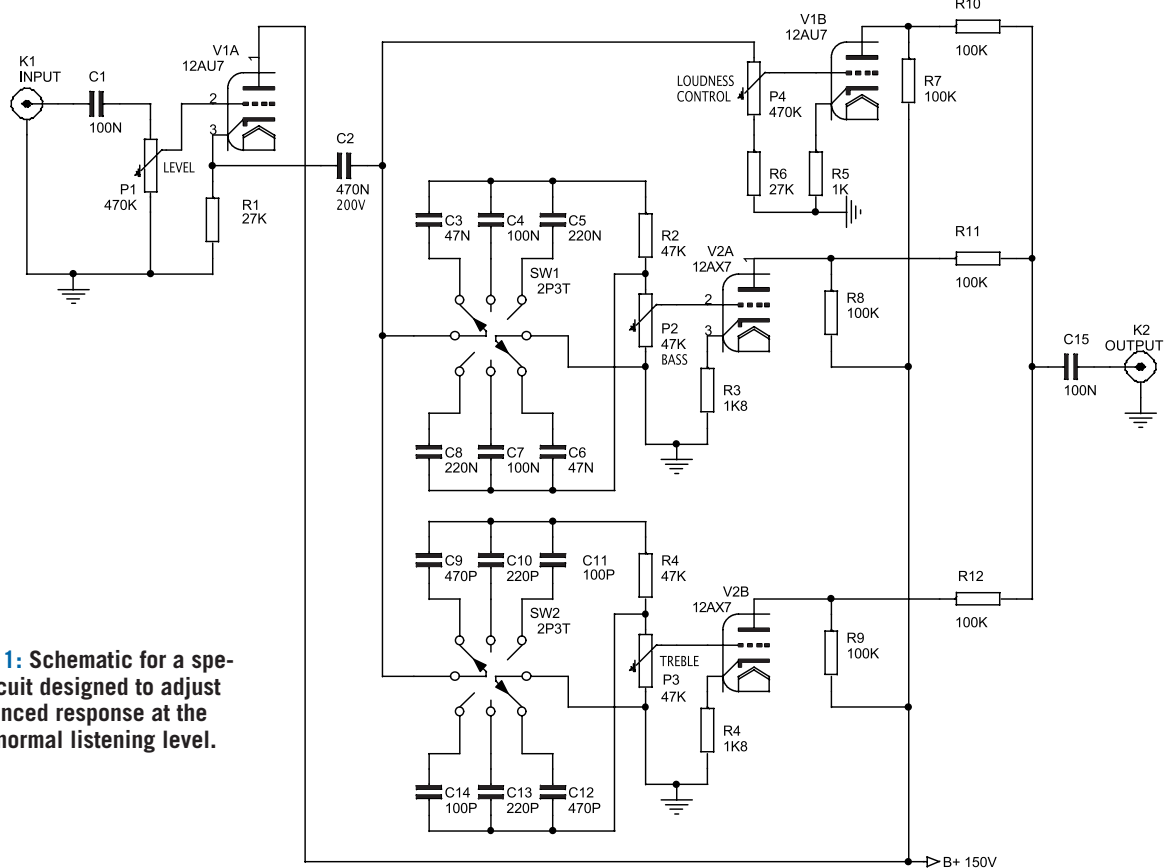 K1
INPUT
C1
100N
P1
470K
LEVEL
V1A
12AU7
1
2
3
R1
27K
C2
470N
200V
LOUDNESS
CONTROL
P4
470K
V1B
12AU7
R6
27K
R5
1K
R7
100K
R10
100K
C3
47N
C4
100N
C5
220N
R2
47K
SW1
2P3T
P2
47K
BASS
V2A
12AX7
1
2
3
R3
1K8
R8
100K
R11
100K
C8
220N
C7
100N
C6
47N
C15
100N
K2
OUTPUT
C9
470P
C10
220P
C11
100P
R4
47K
SW2
2P3T
TREBLE
P3
47K
V2B
12AX7
R4
1K8
R9
100K
R12
100K
C14
100P
C13
220P
C12
470P
B+ 150V
1: Schematic for a spe-
cuit designed to adjust
nced response at the
normal listening level.